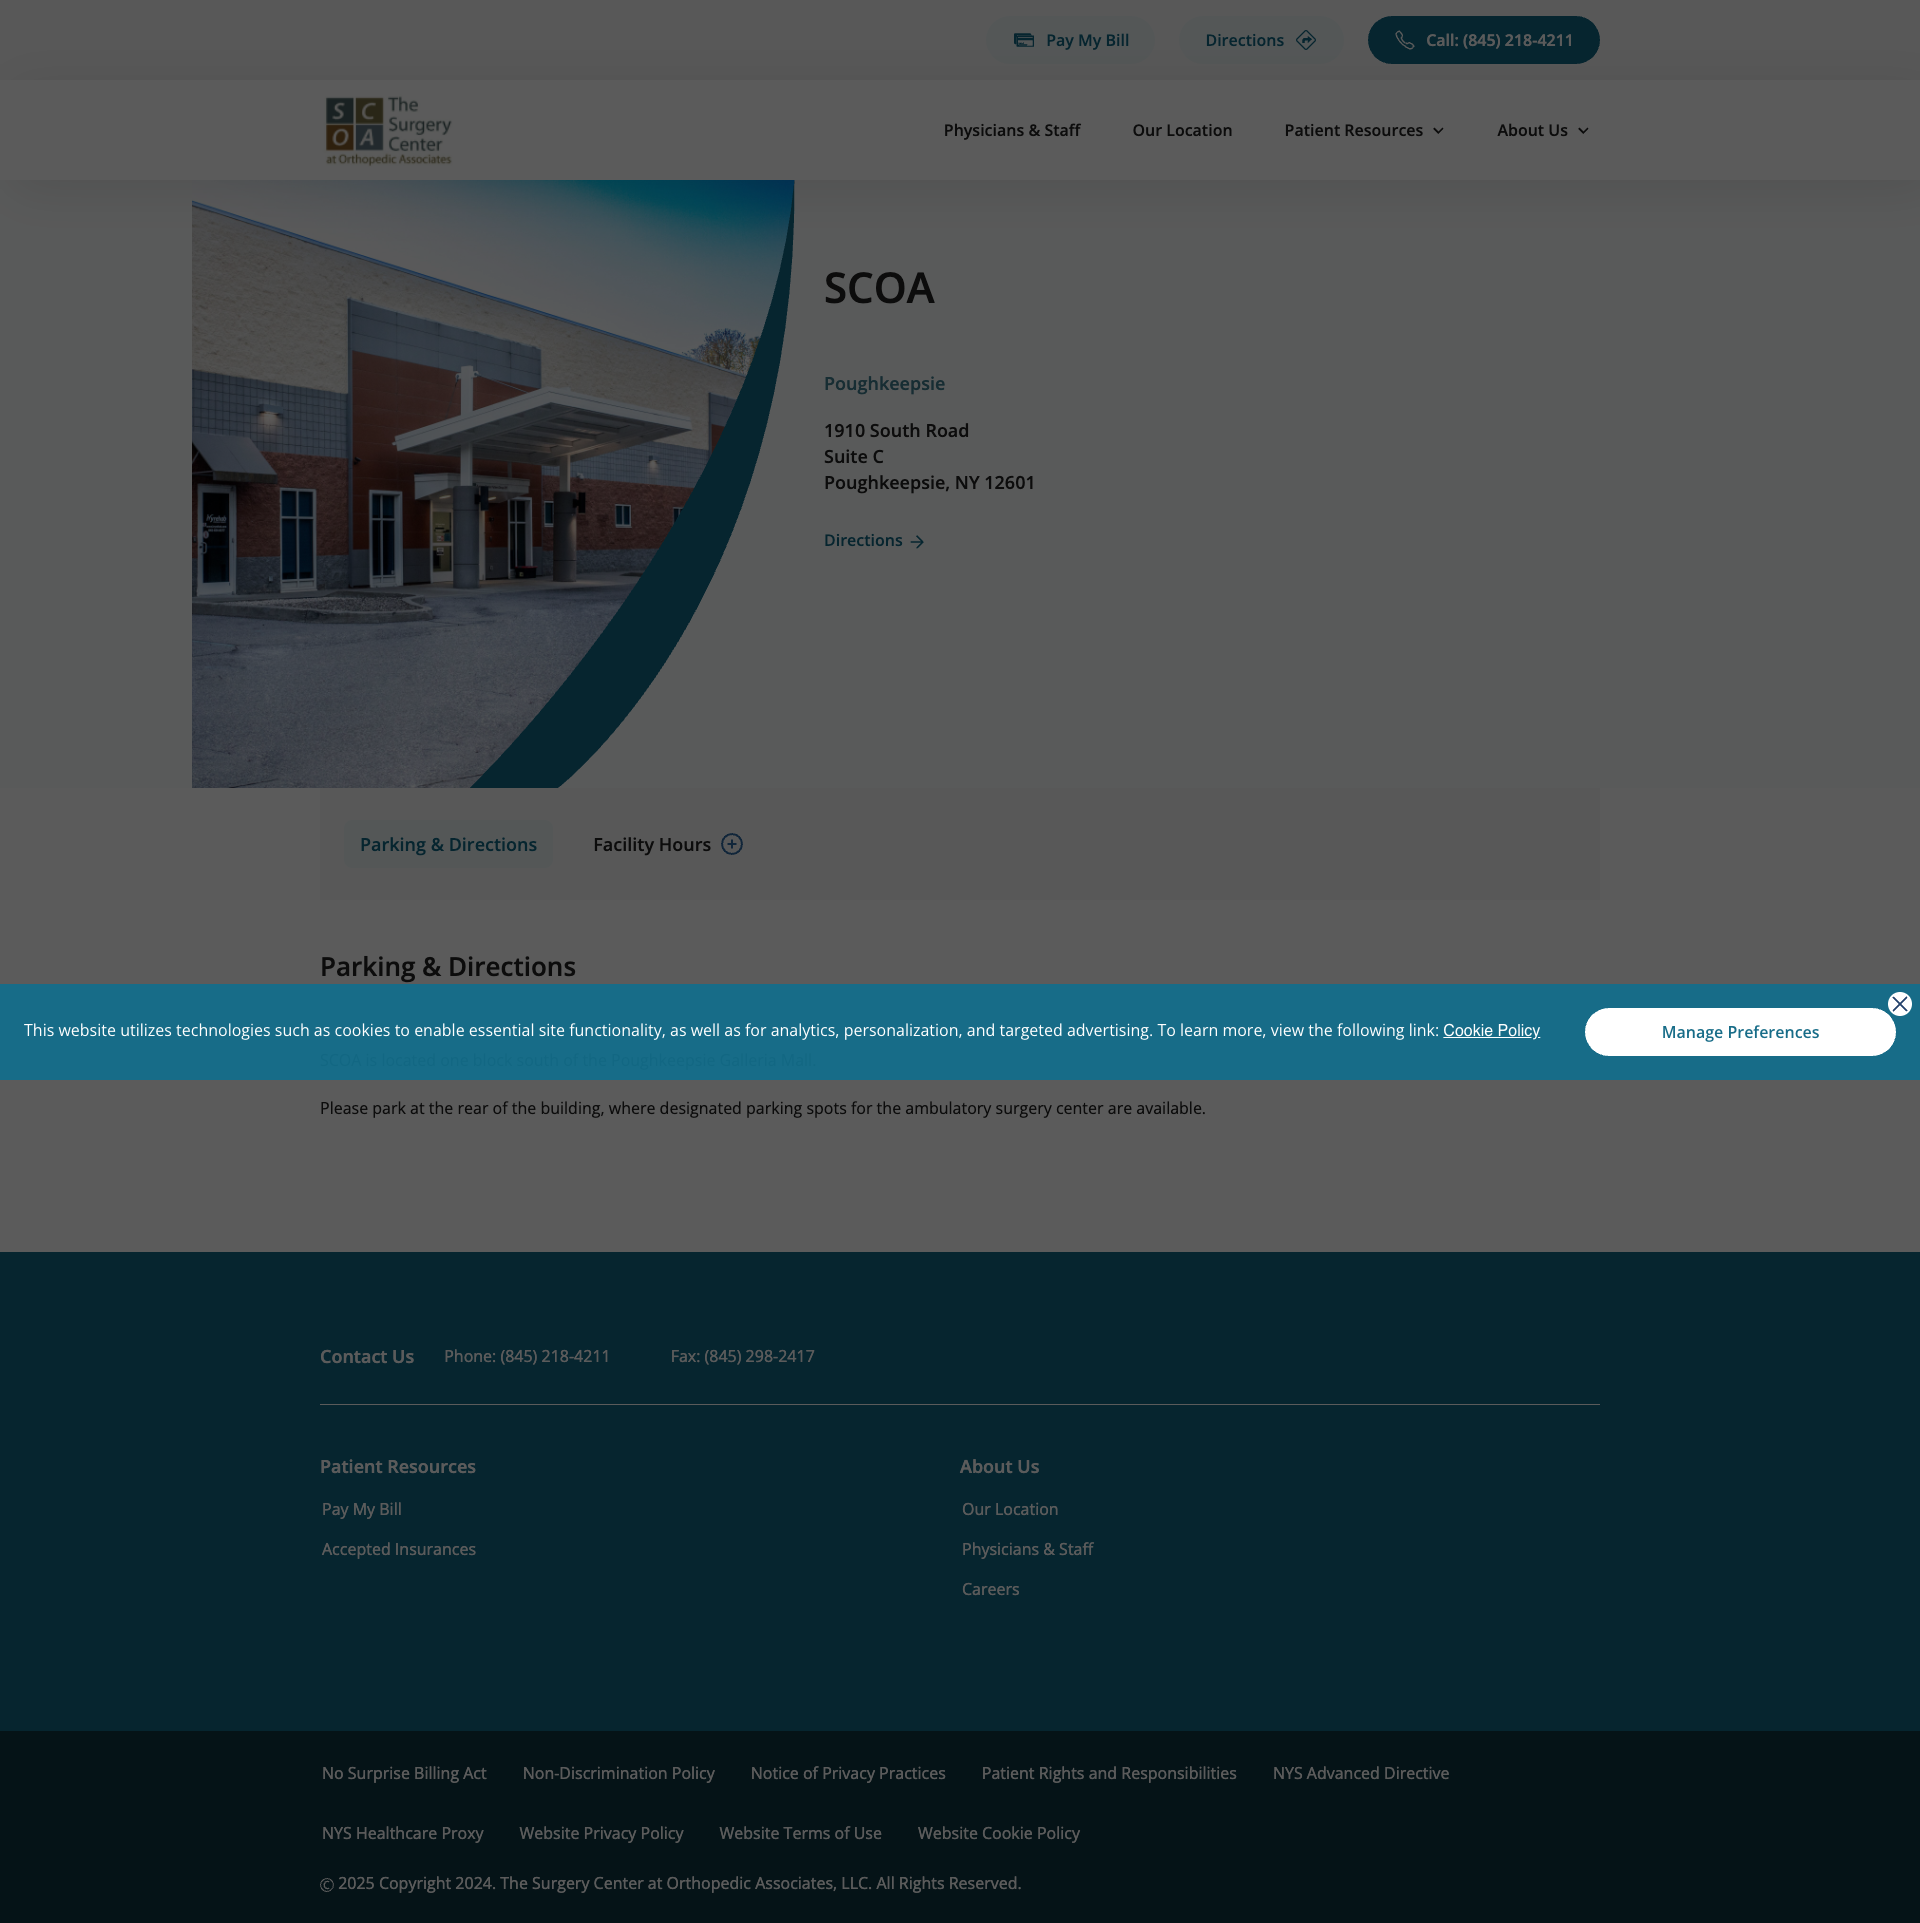 Pay My Bill
Directions
Call: (845) 218-4211
SCOA
The Surgery Center
at Orthopedic Associates
Physicians & Staff
Our Location
Patient Resources
About Us
SCOA
Poughkeepsie
1910 South Road
Suite C
Poughkeepsie, NY 12601
Directions
Parking & Directions
Facility Hours
Parking & Directions
This website utilizes technologies such as cookies to enable essential site functionality, as well as for analytics, personalization, and targeted advertising. To learn more, view the following link: Cookie Policy
Manage Preferences
SCOA is located one block south of the Poughkeepsie Galleria Mall.
Please park at the rear of the building, where designated parking spots for the ambulatory surgery center are available.
Contact Us
Phone: (845) 218-4211
Fax: (845) 298-2417
Patient Resources
About Us
Pay My Bill
Our Location
Accepted Insurances
Physicians & Staff
Careers
No Surprise Billing Act
Non-Discrimination Policy
Notice of Privacy Practices
Patient Rights and Responsibilities
NYS Advanced Directive
NYS Healthcare Proxy
Website Privacy Policy
Website Terms of Use
Website Cookie Policy
© 2025 Copyright 2024. The Surgery Center at Orthopedic Associates, LLC. All Rights Reserved.